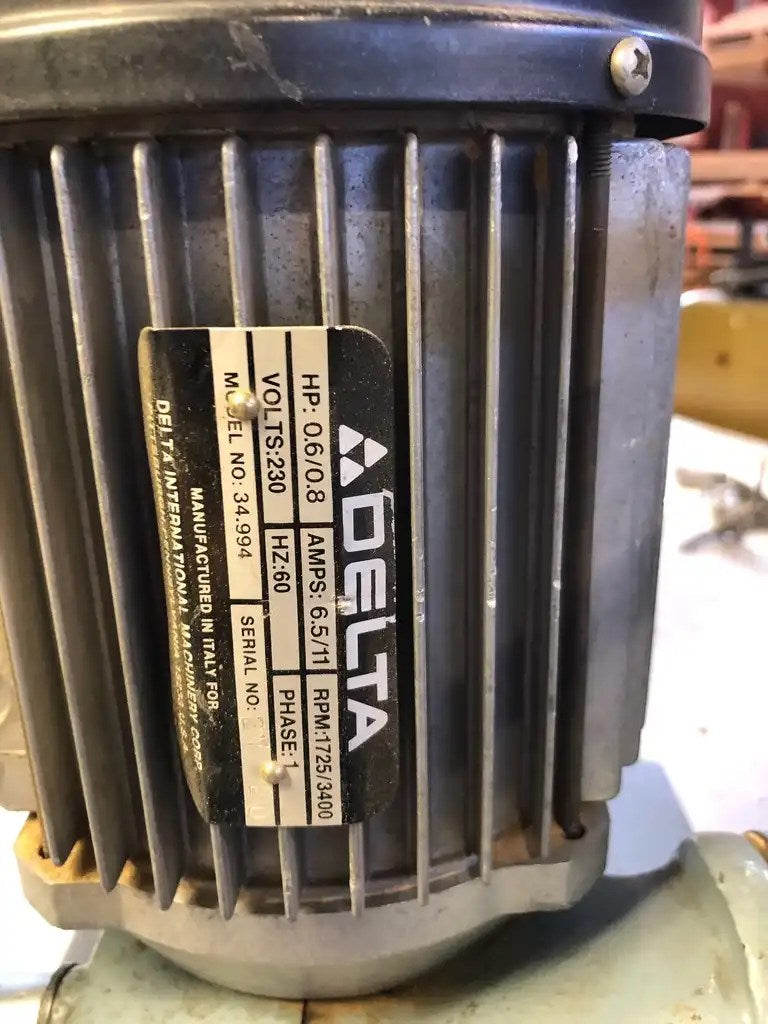 DELTA
HP: 0.6/0.8 AMPS: 6.5/11 RPM:1725/3400
VOLTS:230 HZ:60 PHASE:1
MODEL NO: 34.994 SERIAL NO:
MANUFACTURED IN ITALY FOR
DELTA INTERNATIONAL MACHINERY CORP.